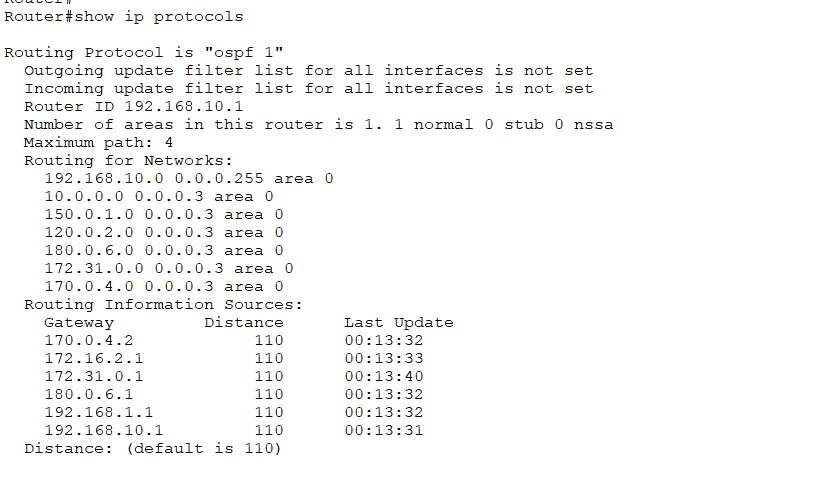 Router#
Router#show ip protocols
Routing Protocol is "ospf 1"
Outgoing update filter list for all interfaces is not set
Incoming update filter list for all interfaces is not set
Router ID 192.168.10.1
Number of areas in this router is 1. 1 normal 0 stub 0 nssa
Maximum path: 4
Routing for Networks:
192.168.10.0 0.0.0.255 area 0
10.0.0.0 0.0.0.3 area 0
150.0.1.0 0.0.0.3 area 0
120.0.2.0 0.0.0.3 area 0
180.0.6.0 0.0.0.3 area 0
172.31.0.0 0.0.0.3 area 0
170.0.4.0 0.0.0.3 area 0
Routing Information Sources:
Gateway Distance Last Update
170.0.4.2 110 00:13:32
172.16.2.1 110 00:13:33
172.31.0.1 110 00:13:40
180.0.6.1 110 00:13:32
192.168.1.1 110 00:13:32
192.168.10.1 110 00:13:31
Distance: (default is 110)